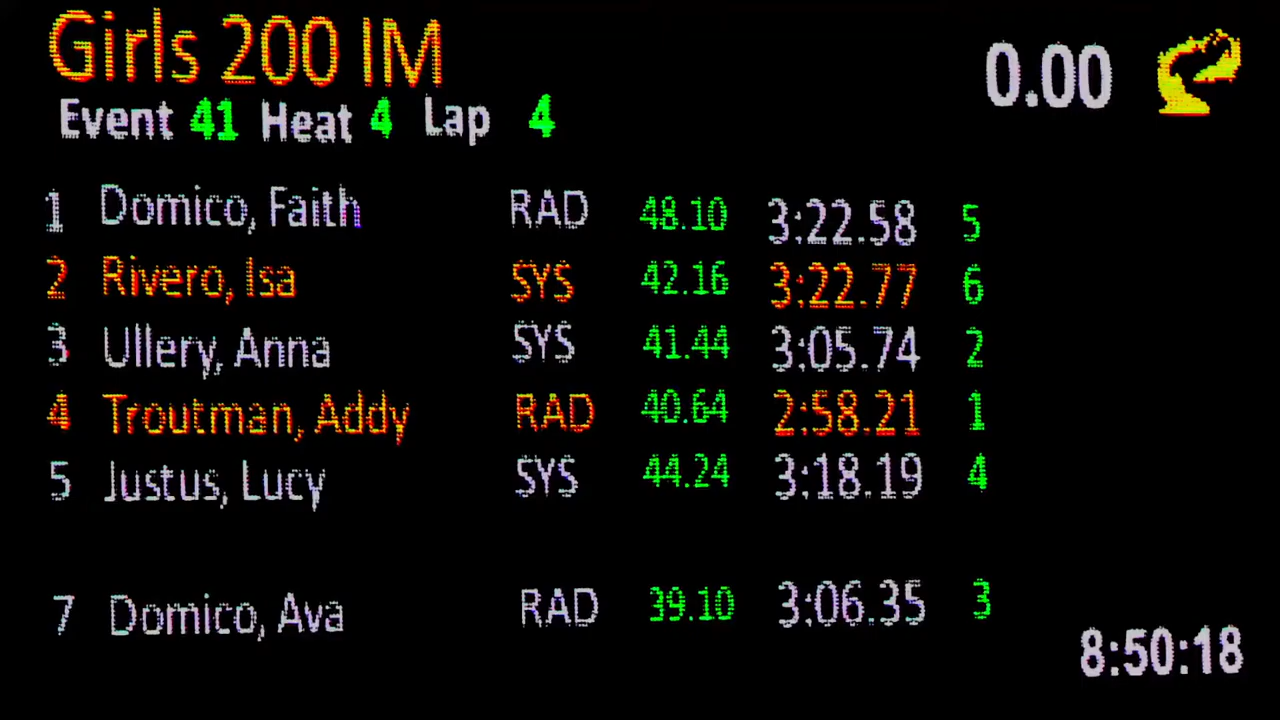 Girls 200 IM
0.00
Event 41 Heat 4 Lap 4
1 Domico, Faith RAD 48.10 3:22.58 5
2 Rivero, Isa SYS 42.16 3:22.77 6
3 Ullery, Anna SYS 41.44 3:05.74 2
4 Troutman, Addy RAD 40.64 2:58.21 1
5 Justus, Lucy SYS 44.24 3:18.19 4
7 Domico, Ava RAD 39.10 3:06.35 3
8:50:18